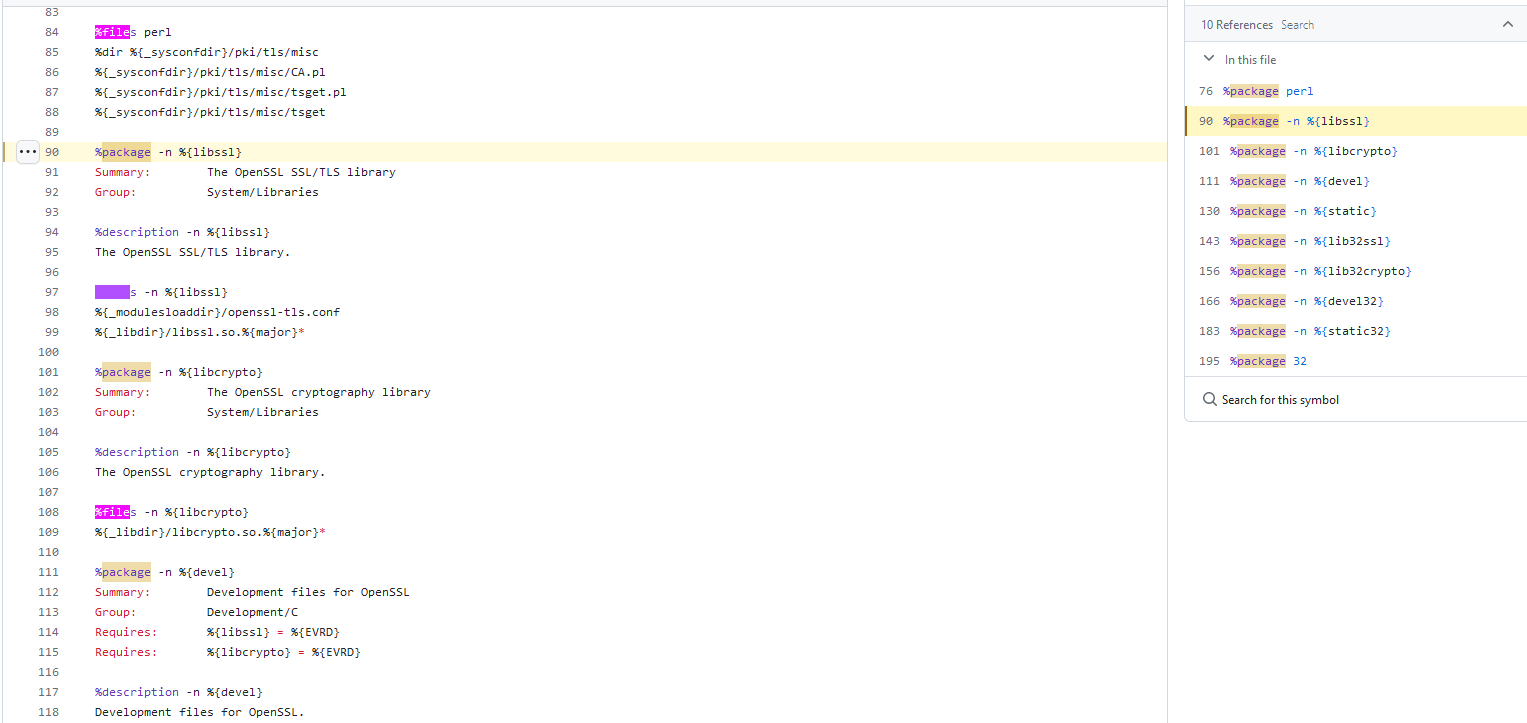 83
84 %files perl
85 %dir %{_sysconfdir}/pki/tls/misc
86 %{_sysconfdir}/pki/tls/misc/CA.pl
87 %{_sysconfdir}/pki/tls/misc/tsget.pl
88 %{_sysconfdir}/pki/tls/misc/tsget
89
90 %package -n %{libssl}
91 Summary: The OpenSSL SSL/TLS library
92 Group: System/Libraries
93
94 %description -n %{libssl}
95 The OpenSSL SSL/TLS library.
96
97 s -n %{libssl}
98 %{_modulesloaddir}/openssl-tls.conf
99 %{_libdir}/libssl.so.%{major}*
100
101 %package -n %{libcrypto}
102 Summary: The OpenSSL cryptography library
103 Group: System/Libraries
104
105 %description -n %{libcrypto}
106 The OpenSSL cryptography library.
107
108 %files -n %{libcrypto}
109 %{_libdir}/libcrypto.so.%{major}*
110
111 %package -n %{devel}
112 Summary: Development files for OpenSSL
113 Group: Development/C
114 Requires: %{libssl} = %{EVRD}
115 Requires: %{libcrypto} = %{EVRD}
116
117 %description -n %{devel}
118 Development files for OpenSSL.
10 References Search
In this file
76 %package perl
90 %package -n %{libssl}
101 %package -n %{libcrypto}
111 %package -n %{devel}
130 %package -n %{static}
143 %package -n %{lib32ssl}
156 %package -n %{lib32crypto}
166 %package -n %{devel32}
183 %package -n %{static32}
195 %package 32
Search for this symbol